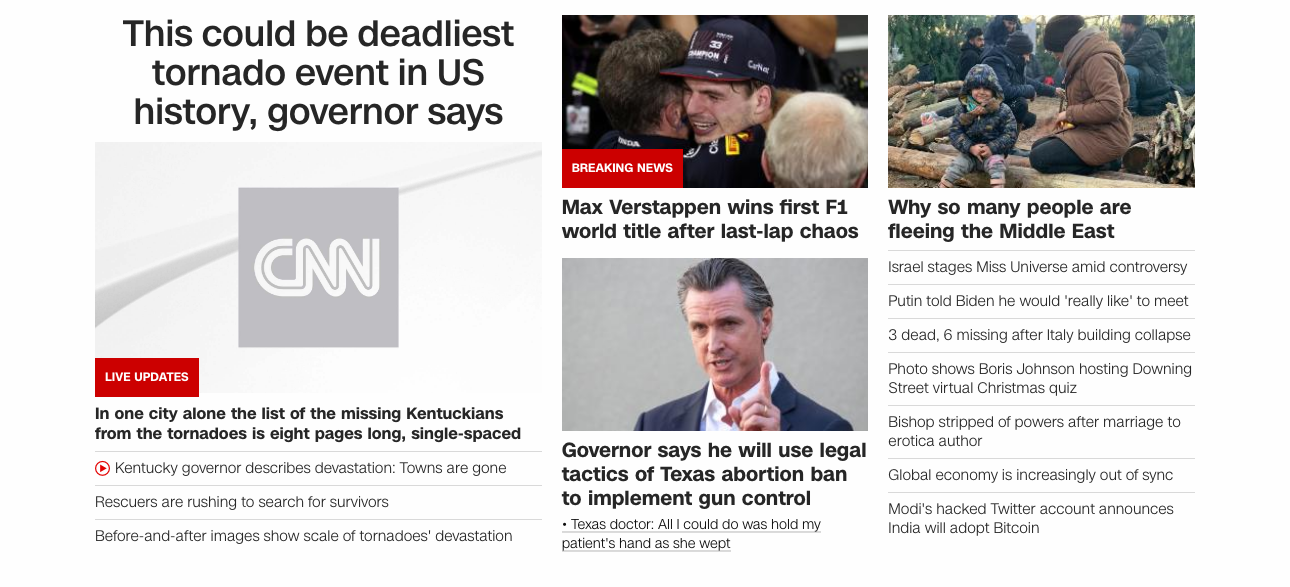 This could be deadliest
tornado event in US
history, governor says
CNN
LIVE UPDATES
In one city alone the list of the missing Kentuckians
from the tornadoes is eight pages long, single-spaced
Kentucky governor describes devastation: Towns are gone
Rescuers are rushing to search for survivors
Before-and-after images show scale of tornadoes' devastation
33
CHAMPION
CarNext
HONDA
BREAKING NEWS
Max Verstappen wins first F1
world title after last-lap chaos
Governor says he will use legal
tactics of Texas abortion ban
to implement gun control
• Texas doctor: All I could do was hold my
patient's hand as she wept
Why so many people are
fleeing the Middle East
Israel stages Miss Universe amid controversy
Putin told Biden he would 'really like' to meet
3 dead, 6 missing after Italy building collapse
Photo shows Boris Johnson hosting Downing
Street virtual Christmas quiz
Bishop stripped of powers after marriage to
erotica author
Global economy is increasingly out of sync
Modi's hacked Twitter account announces
India will adopt Bitcoin